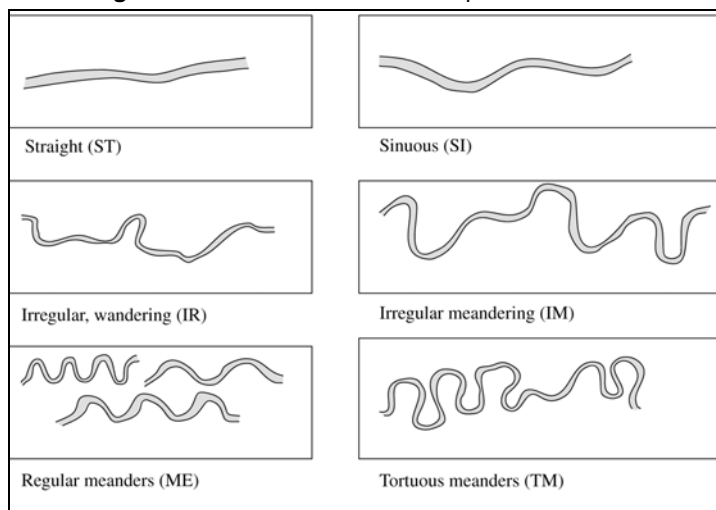 Straight (ST)
Sinuous (SI)
Irregular, wandering (IR)
Irregular meandering (IM)
Regular meanders (ME)
Tortuous meanders (TM)